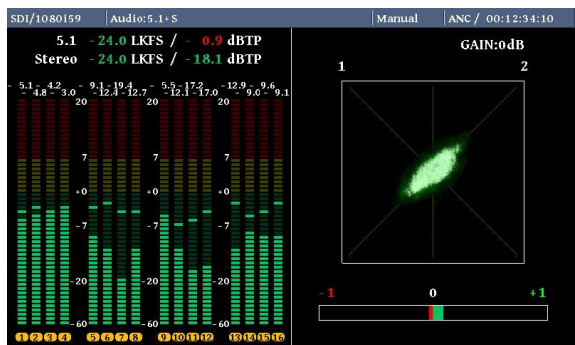 SDI/1080i59 Audio:5.1+S Manual ANC / 00:12:34:10
5.1 -24.0 LKFS / - 0.9 dBTP
Stereo -24.0 LKFS / -18.1 dBTP
GAIN:0dB
1 2
- 5.1 - 4.2 - 9.1 -19.4 - 5.5 -17.2 -12.9 - 9.6
- 4.8 - 3.0 -12.4 -12.7 -12.1 -17.0 - 9.0 - 9.1
20 20 20 20
7 7 7 7
+0 +0 +0 +0
-7 -7 -7 -7
-20 -20 -20 -20
-60 -60 -60 -60
-1 0 +1
1 2 3 4 5 6 7 8 9 10 11 12 13 14 15 16